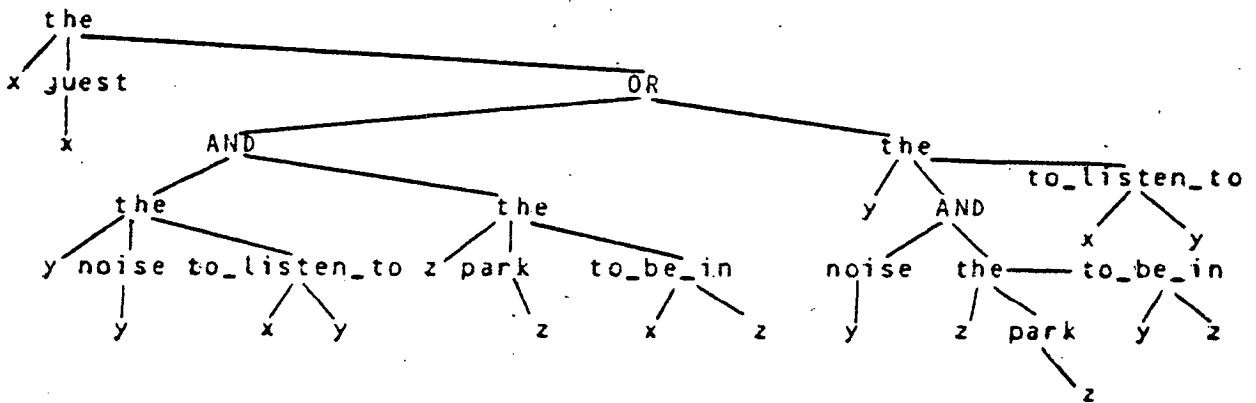 the
x guest OR
x AND the
to_listen_to
the the y AND
x y
y noise to_listen_to z park to_be_in noise the to_be_in
y x y z x z y z park y z
z